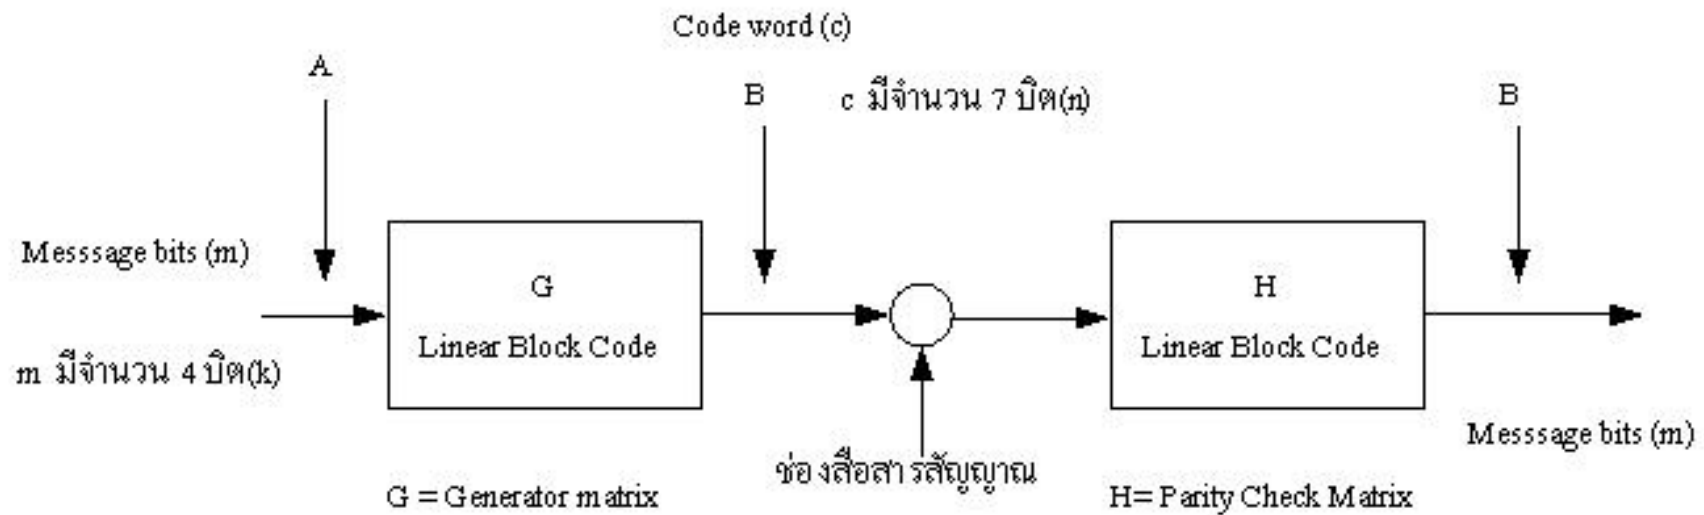 Code word (c)
A
B
c มีจำนวน 7 บิต(n)
B
Messsage bits (m)
G
Linear Block Code
H
Linear Block Code
m มีจำนวน 4 บิต(k)
Messsage bits (m)
ช่องสื่อสารสัญญาณ
G = Generator matrix
H= Parity Check Matrix